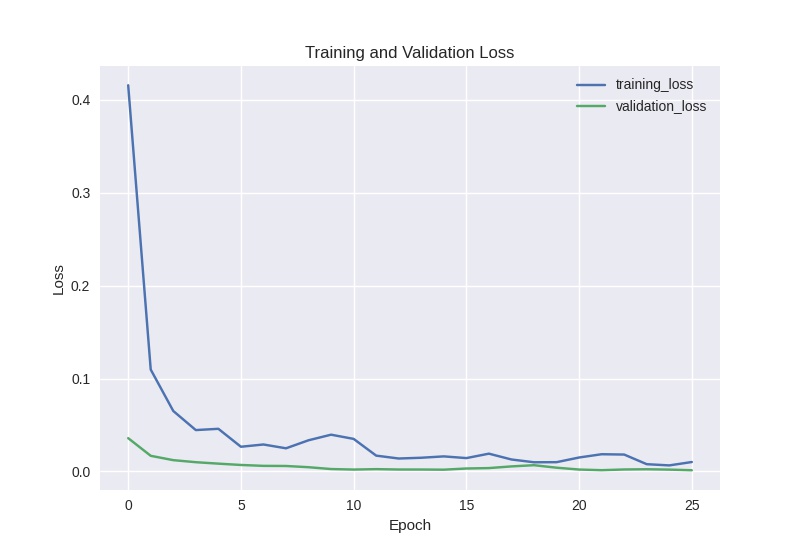 Training and Validation Loss
training_loss
validation_loss
0.4
0.3
0.2
0.1
0.0
Loss
0 5 10 15 20 25
Epoch